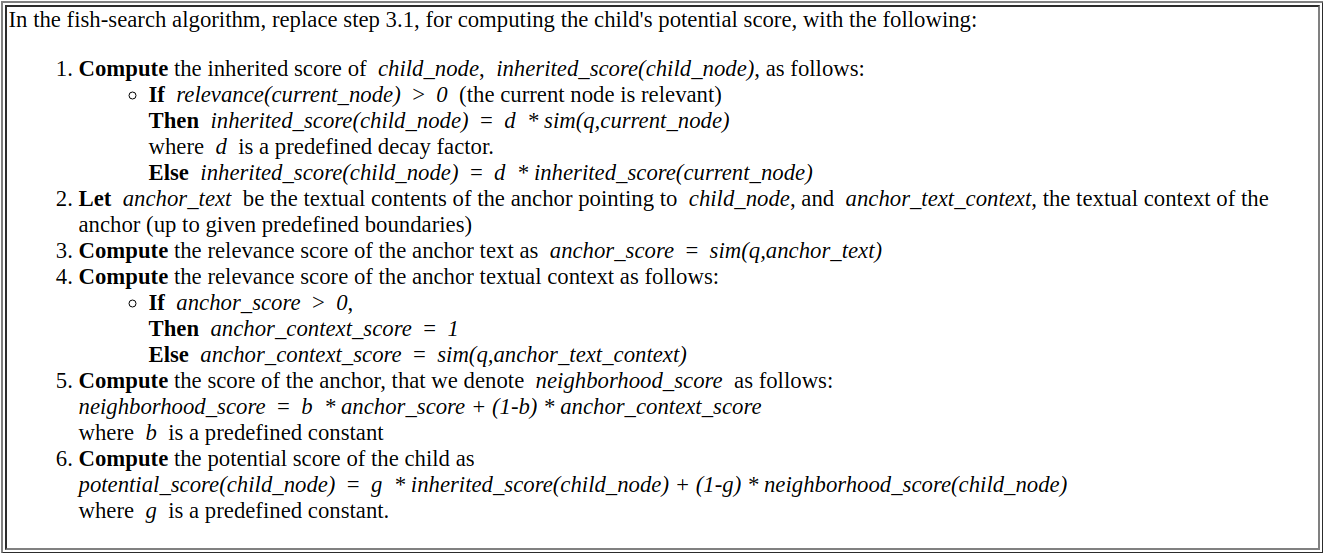 In the fish-search algorithm, replace step 3.1, for computing the child's potential score, with the following:
1. Compute the inherited score of child_node, inherited_score(child_node), as follows:
◦ If relevance(current_node) > 0 (the current node is relevant)
Then inherited_score(child_node) = d * sim(q,current_node)
where d is a predefined decay factor.
Else inherited_score(child_node) = d * inherited_score(current_node)
2. Let anchor_text be the textual contents of the anchor pointing to child_node, and anchor_text_context, the textual context of the
anchor (up to given predefined boundaries)
3. Compute the relevance score of the anchor text as anchor_score = sim(q,anchor_text)
4. Compute the relevance score of the anchor textual context as follows:
◦ If anchor_score > 0,
Then anchor_context_score = 1
Else anchor_context_score = sim(q,anchor_text_context)
5. Compute the score of the anchor, that we denote neighborhood_score as follows:
neighborhood_score = b * anchor_score + (1-b) * anchor_context_score
where b is a predefined constant
6. Compute the potential score of the child as
potential_score(child_node) = g * inherited_score(child_node) + (1-g) * neighborhood_score(child_node)
where g is a predefined constant.